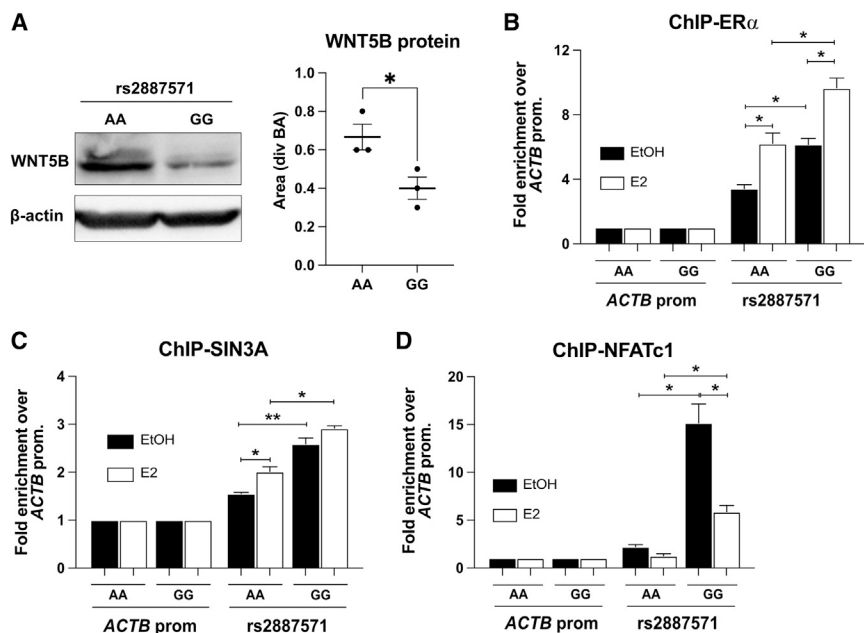 A
rs2887571
AA GG
WNT5B
β-actin
WNT5B protein
*
Area (div BA)
1.0
0.8
0.6
0.4
0.2
0.0
AA GG
B
ChIP-ERα
Fold enrichment over
ACTB prom.
12
8
4
0
EtOH
E2
* * * *
AA GG AA GG
ACTB prom rs2887571
C
ChIP-SIN3A
Fold enrichment over
ACTB prom.
4
3
2
1
0
EtOH
E2
* ** *
AA GG AA GG
ACTB prom rs2887571
D
ChIP-NFATc1
Fold enrichment over
ACTB prom.
20
15
10
5
0
EtOH
E2
* * *
AA GG AA GG
ACTB prom rs2887571